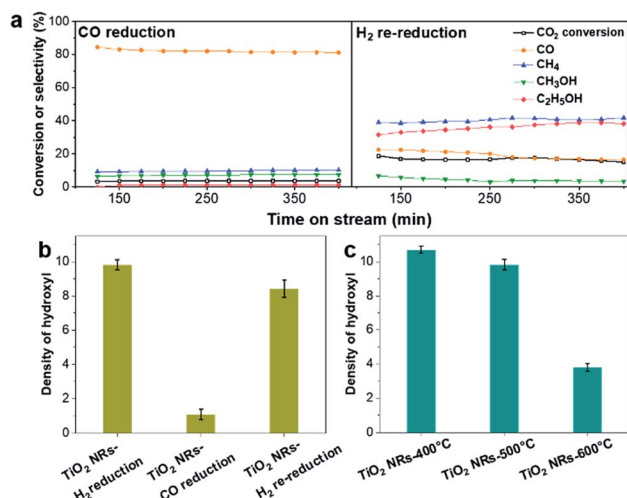 a
CO reduction
H₂ re-reduction
CO₂ conversion
CO
CH₄
CH₃OH
C₂H₅OH
Conversion or selectivity (%)
100
80
60
40
20
0
150 250 350
150 250 350
Time on stream (min)
b
Density of hydroxyl
10
8
6
4
2
0
TiO₂ NRs-
H₂ reduction
TiO₂ NRs-
CO reduction
TiO₂ NRs-
H₂ re-reduction
c
Density of hydroxyl
10
8
6
4
2
0
TiO₂ NRs-400°C
TiO₂ NRs-500°C
TiO₂ NRs-600°C